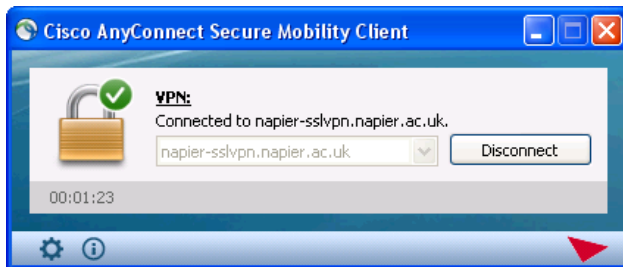 Cisco AnyConnect Secure Mobility Client
VPN:
Connected to napier-sslvpn.napier.ac.uk.
napier-sslvpn.napier.ac.uk
Disconnect
00:01:23